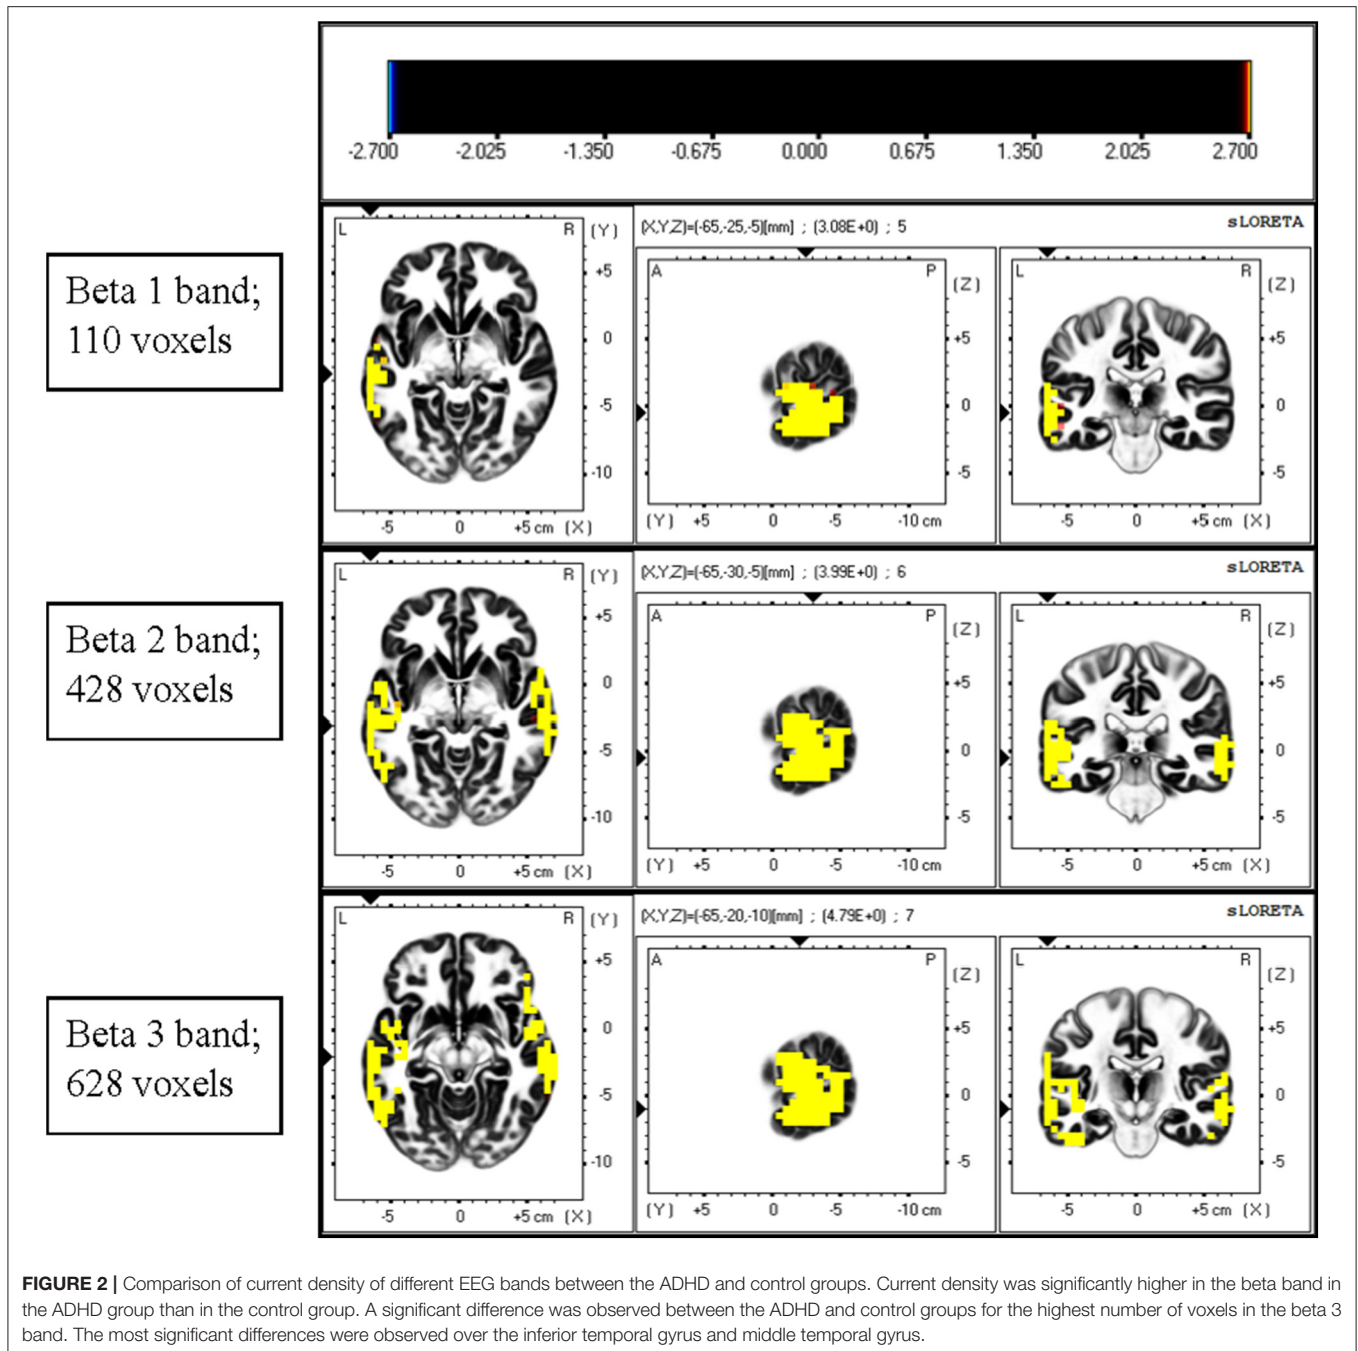 -2.700 -2.025 -1.350 -0.675 0.000 0.675 1.350 2.025 2.700
Beta 1 band;
110 voxels
L R (Y)
+5
0
-5
-10
-5 0 +5 cm (X)
(X,Y,Z)=(-65,-25,-5)[mm] ; (3.08E+0) ; 5
sLORETA
A P (Z)
+5
0
-5
(Y) +5 0 -5 -10 cm
L R (Z)
+5
0
-5
-5 0 +5 cm (X)
Beta 2 band;
428 voxels
L R (Y)
+5
0
-5
-10
-5 0 +5 cm (X)
(X,Y,Z)=(-65,-30,-5)[mm] ; (3.99E+0) ; 6
sLORETA
A P (Z)
+5
0
-5
(Y) +5 0 -5 -10 cm
L R (Z)
+5
0
-5
-5 0 +5 cm (X)
Beta 3 band;
628 voxels
L R (Y)
+5
0
-5
-10
-5 0 +5 cm (X)
(X,Y,Z)=(-65,-20,-10)[mm] ; (4.79E+0) ; 7
sLORETA
A P (Z)
+5
0
-5
(Y) +5 0 -5 -10 cm
L R (Z)
+5
0
-5
-5 0 +5 cm (X)
FIGURE 2 | Comparison of current density of different EEG bands between the ADHD and control groups. Current density was significantly higher in the beta band in
the ADHD group than in the control group. A significant difference was observed between the ADHD and control groups for the highest number of voxels in the beta 3
band. The most significant differences were observed over the inferior temporal gyrus and middle temporal gyrus.